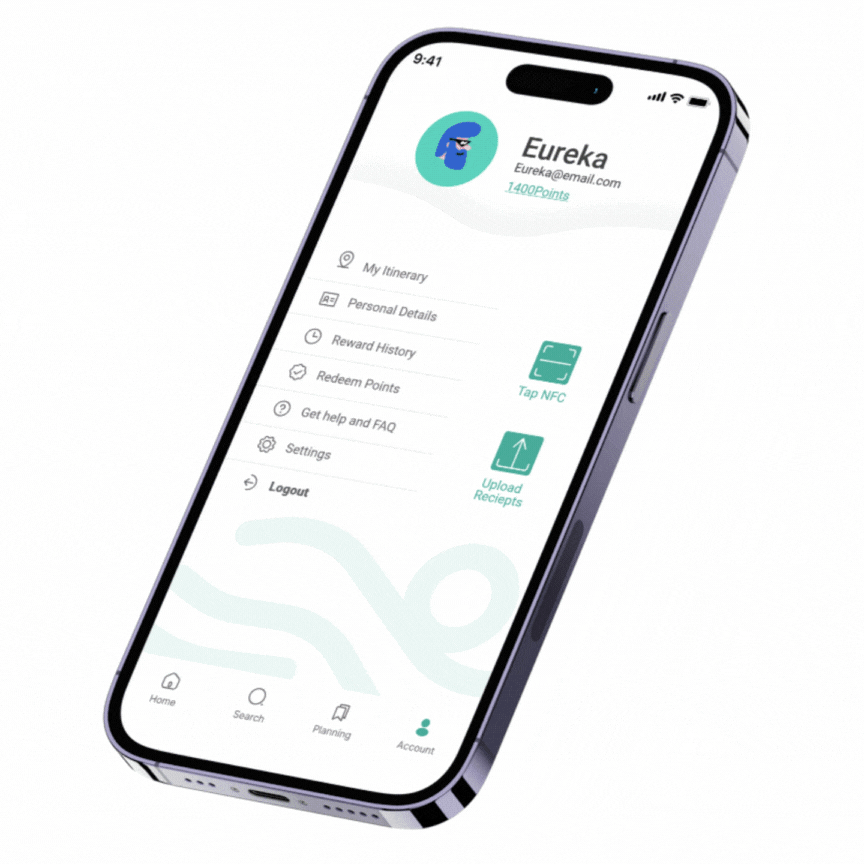 9:41
Eureka
Eureka@email.com
1400Points
My Itinerary
Personal Details
Reward History
Redeem Points
Get help and FAQ
Settings
Logout
Tap NFC
Upload
Reciepts
Home
Search
Planning
Account